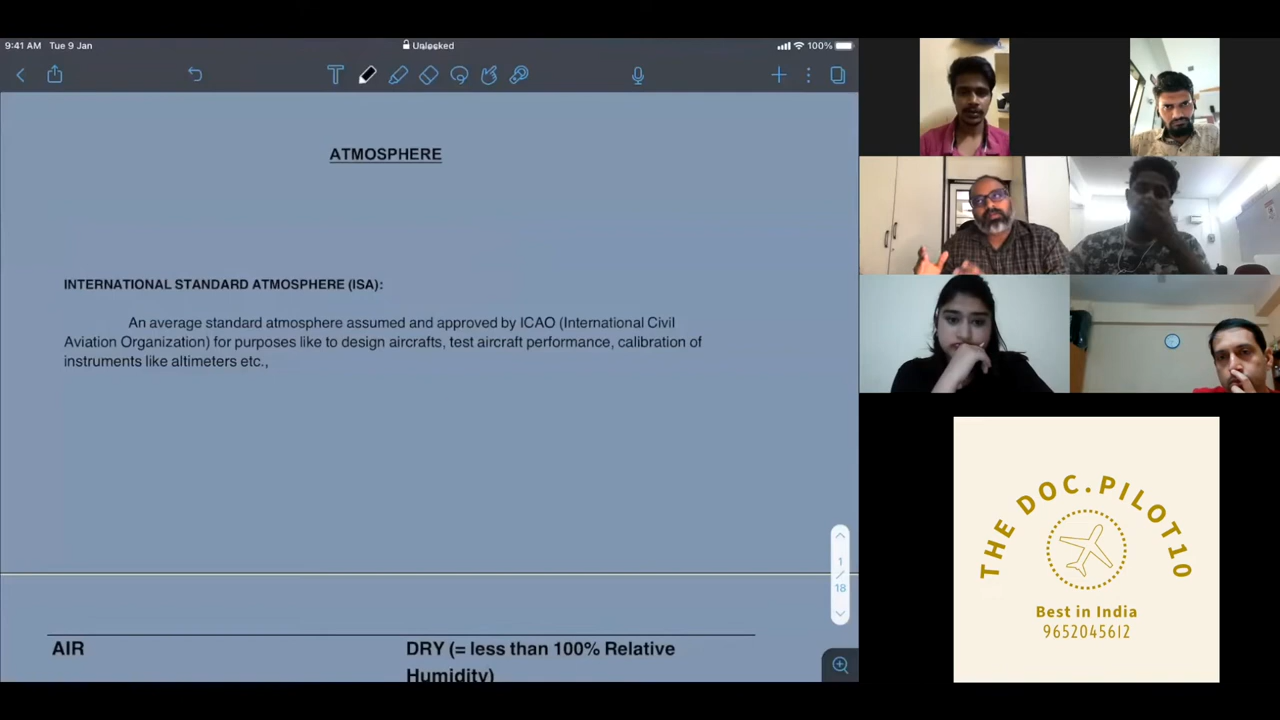 9:41 AM Tue 9 Jan
Unlocked
100%
ATMOSPHERE
INTERNATIONAL STANDARD ATMOSPHERE (ISA):
An average standard atmosphere assumed and approved by ICAO (International Civil
Aviation Organization) for purposes like to design aircrafts, test aircraft performance, calibration of
instruments like altimeters etc.,
1
/
18
AIR
DRY (= less than 100% Relative
Humidity)
THE DOC.PILOT10
Best in India
9652045612